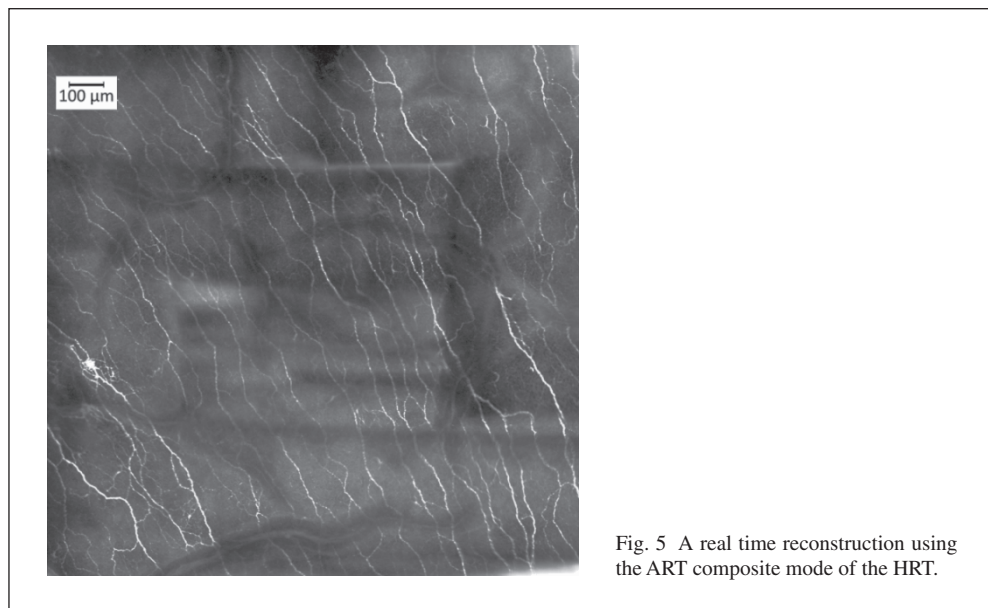 100 µm
Fig. 5 A real time reconstruction using
the ART composite mode of the HRT.